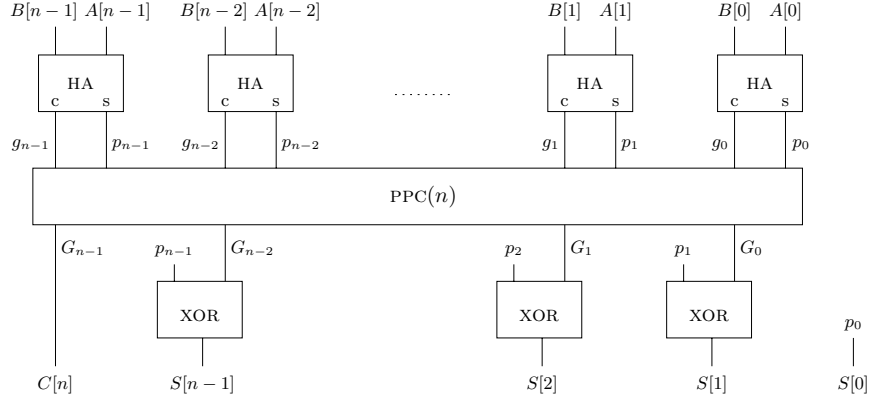 B[n−1] A[n−1] B[n−2] A[n−2] B[1] A[1] B[0] A[0]
HA HA HA HA
c s c s ........ c s c s
g_{n−1} p_{n−1} g_{n−2} p_{n−2} g_1 p_1 g_0 p_0
PPC(n)
G_{n−1} p_{n−1} G_{n−2} p_2 G_1 p_1 G_0
XOR XOR XOR
p_0
C[n] S[n−1] S[2] S[1] S[0]